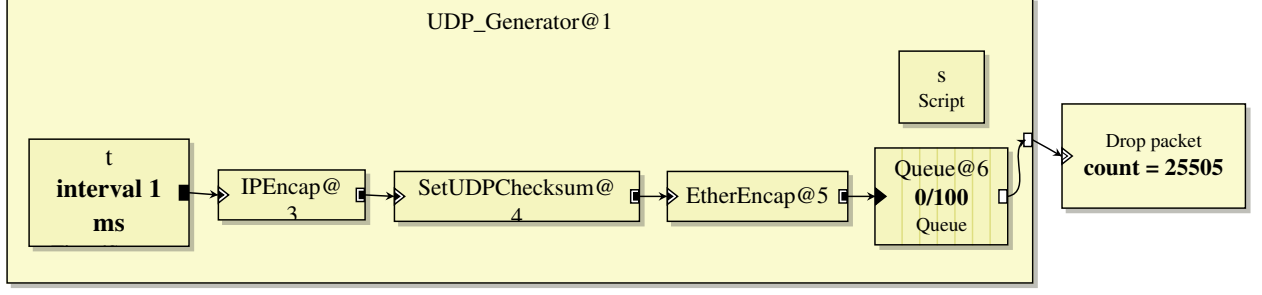 UDP_Generator@1
s
Script
t
interval 1
ms
IPEncap@
3
SetUDPChecksum@
4
EtherEncap@5
Queue@6
0/100
Queue
Drop packet
count = 25505